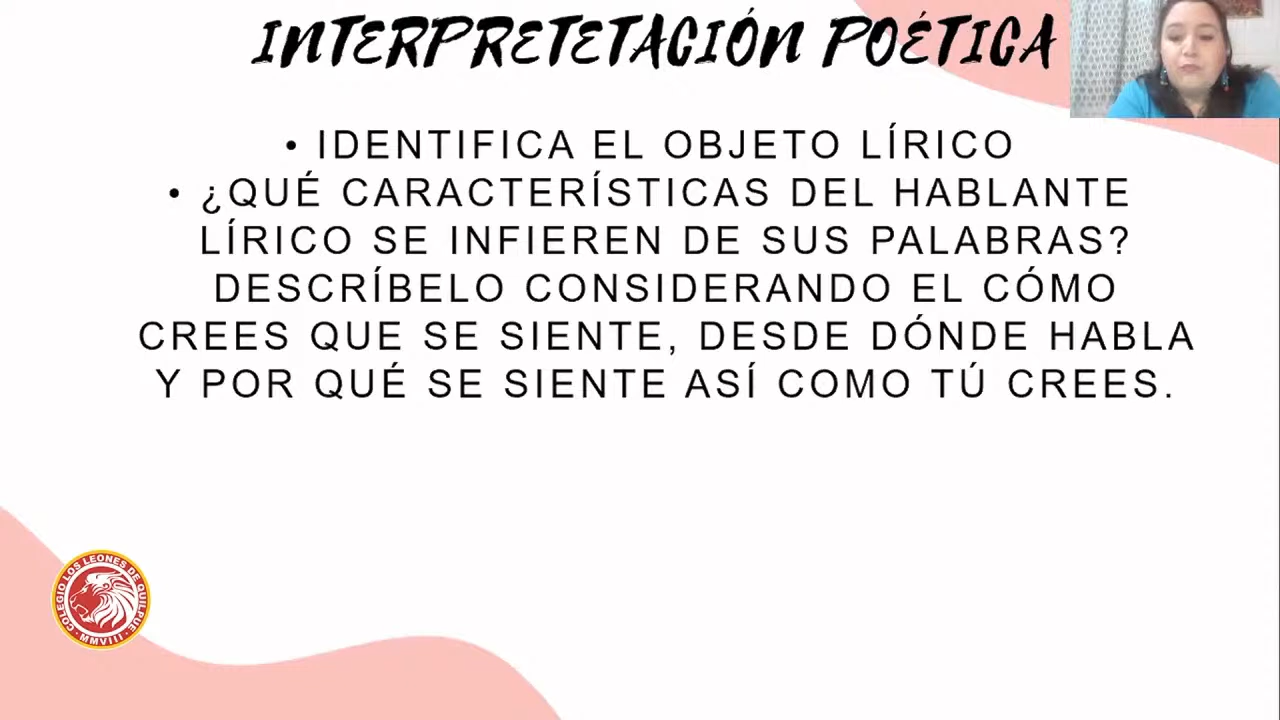 INTERPRETETACIÓN POÉTICA
• IDENTIFICA EL OBJETO LÍRICO
• ¿QUÉ CARACTERÍSTICAS DEL HABLANTE
LÍRICO SE INFIEREN DE SUS PALABRAS?
DESCRÍBELO CONSIDERANDO EL CÓMO
CREES QUE SE SIENTE, DESDE DÓNDE HABLA
Y POR QUÉ SE SIENTE ASÍ COMO TÚ CREES.
COLEGIO LOS LEONES DE QUILPUE
· MMVIII ·